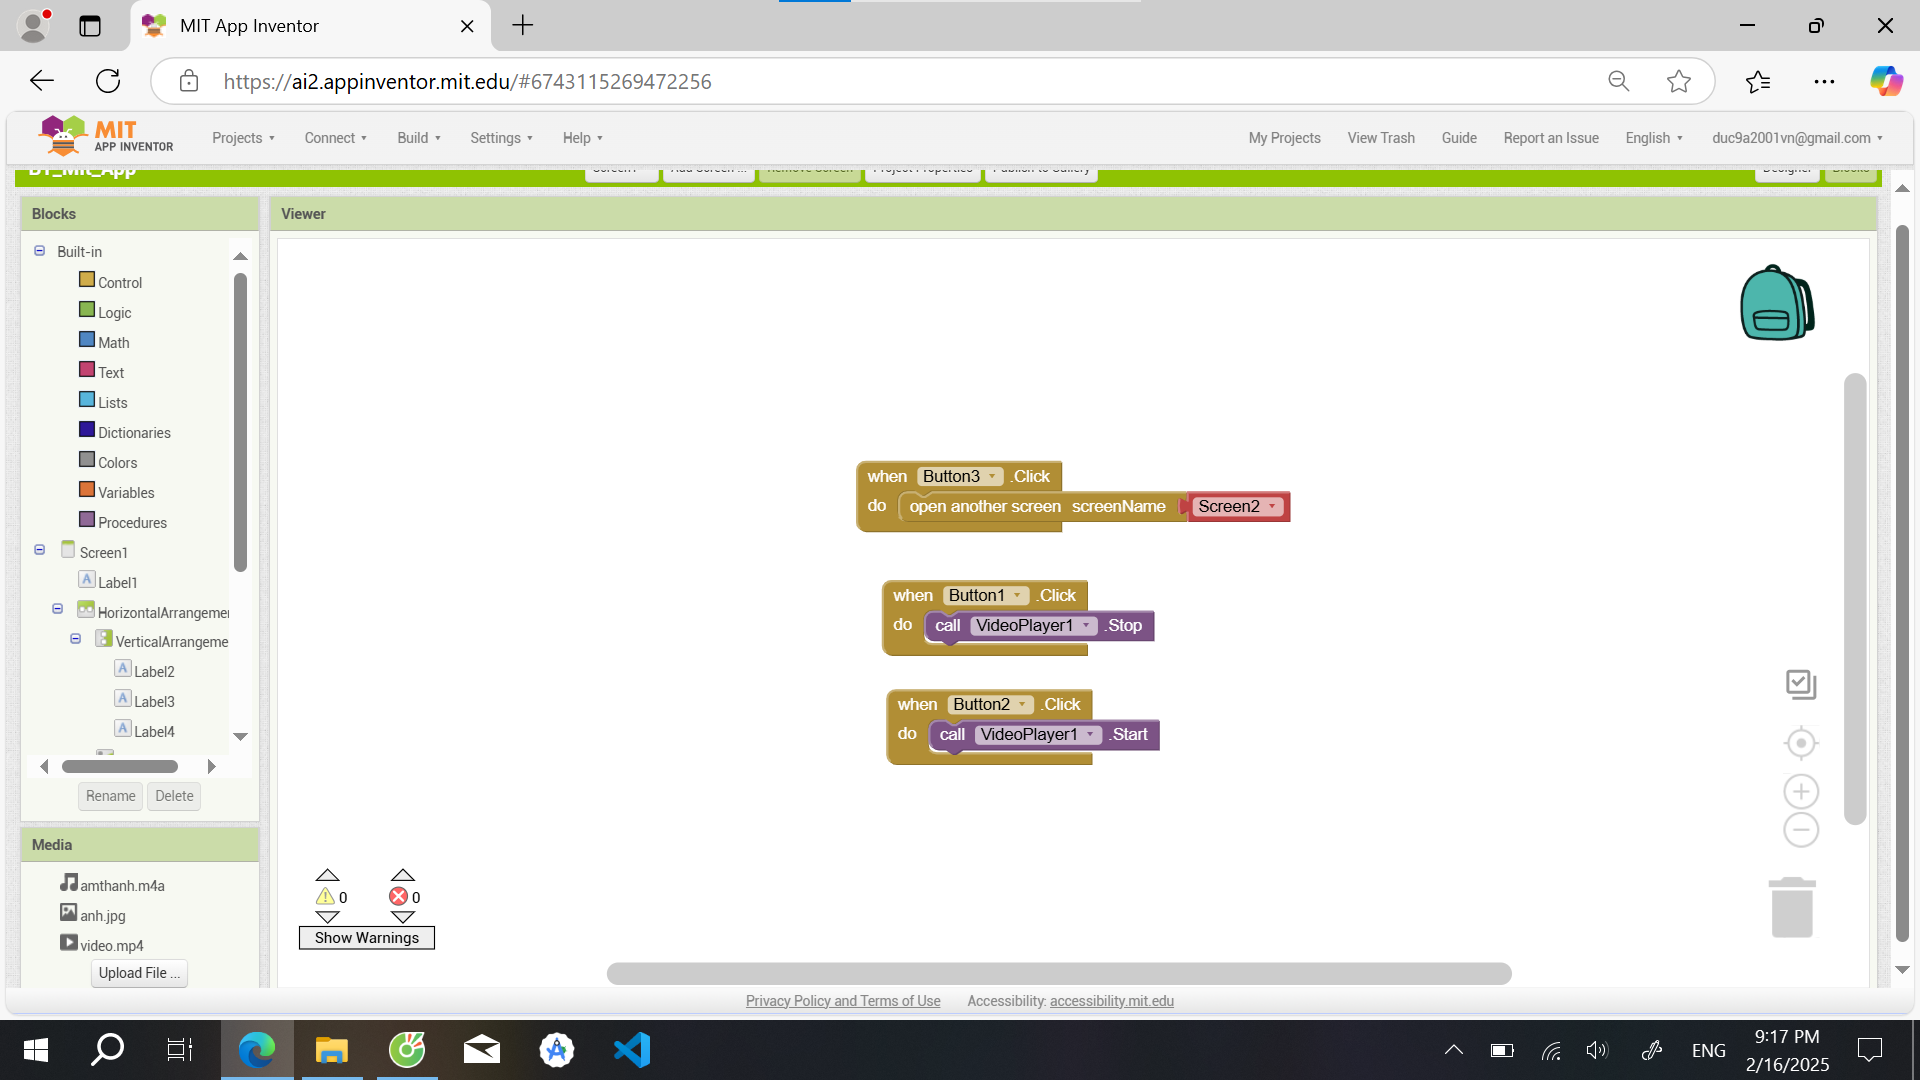 MIT App Inventor
https://ai2.appinventor.mit.edu/#6743115269472256
MIT
APP INVENTOR
Projects
Connect
Build
Settings
Help
My Projects
View Trash
Guide
Report an Issue
English
duc9a2001vn@gmail.com
Blocks
Viewer
Built-in
Control
Logic
Math
Text
Lists
Dictionaries
Colors
Variables
Procedures
Screen1
Label1
HorizontalArrangemer
VerticalArrangeme
Label2
Label3
Label4
Rename Delete
Media
amthanh.m4a
anh.jpg
video.mp4
Upload File ...
when Button3 .Click
do open another screen screenName Screen2
when Button1 .Click
do call VideoPlayer1 .Stop
when Button2 .Click
do call VideoPlayer1 .Start
0 0
Show Warnings
Privacy Policy and Terms of Use Accessibility: accessibility.mit.edu
ENG
9:17 PM
2/16/2025